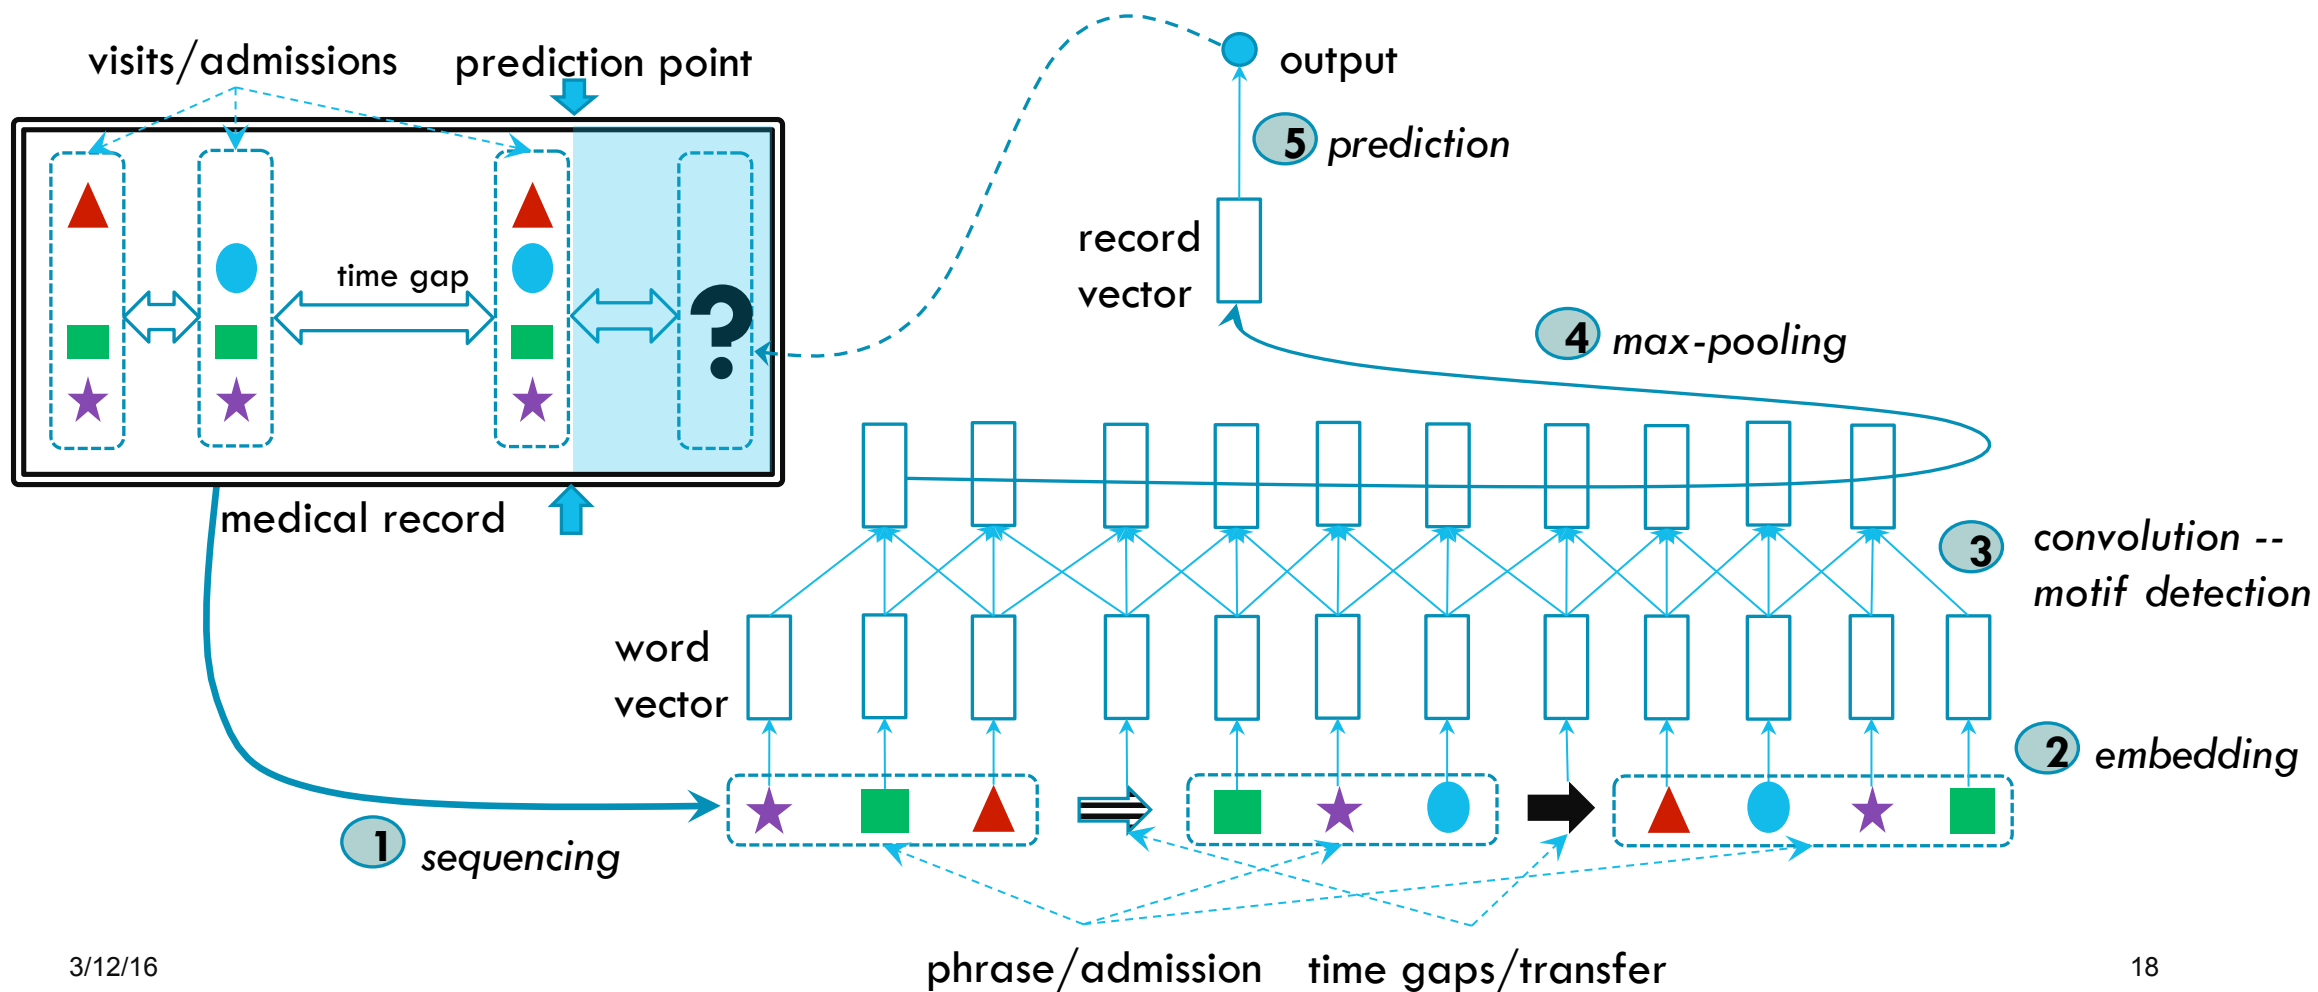 visits/admissions
prediction point
output
5 prediction
time gap
record
vector
?
4 max-pooling
medical record
3 convolution --
motif detection
word
vector
2 embedding
1 sequencing
phrase/admission
time gaps/transfer
3/12/16
18